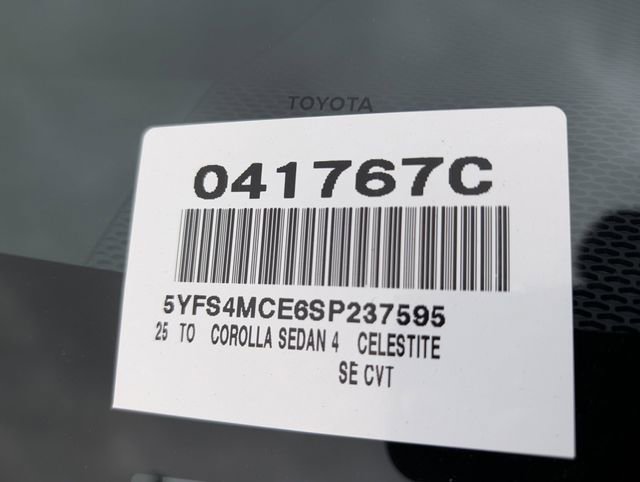 TOYOTA
041767C
5YFS4MCE6SP237595
25 TO COROLLA SEDAN 4 CELESTITE
SE CVT